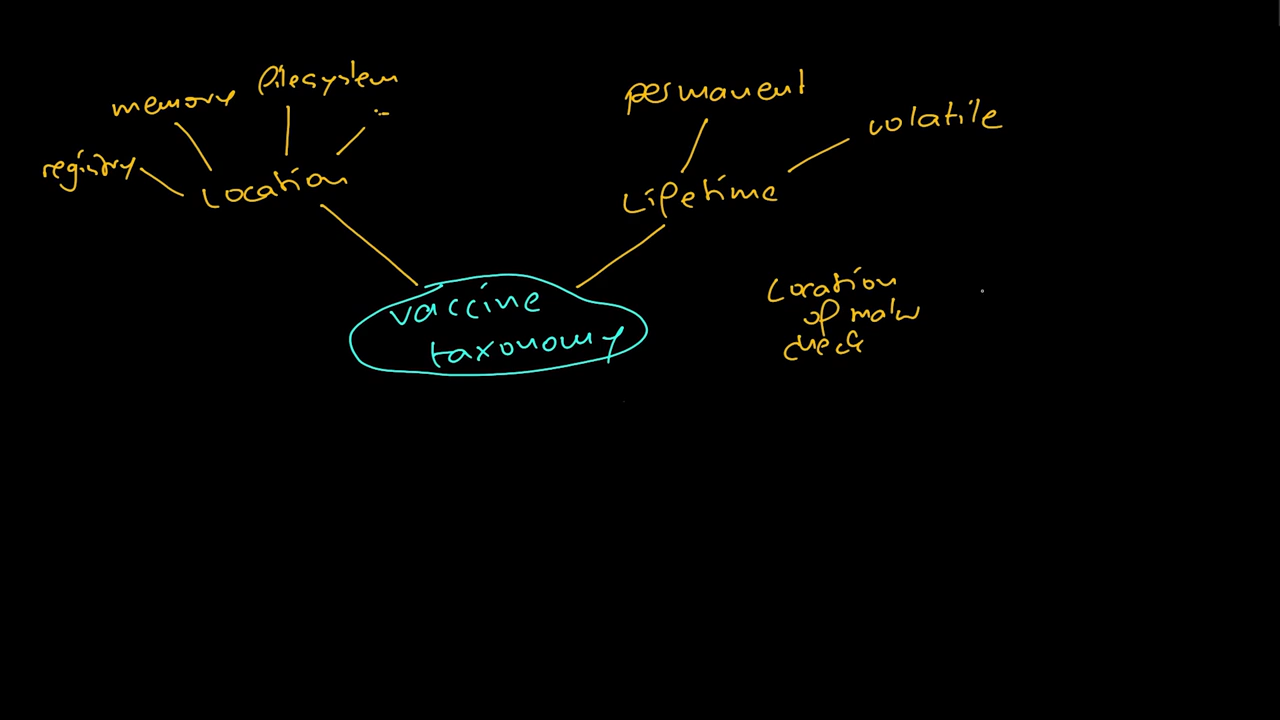 memory filesystem
registry
Location
permanent
volatile
Lifetime
vaccine
taxonomy
Location
of malw
check